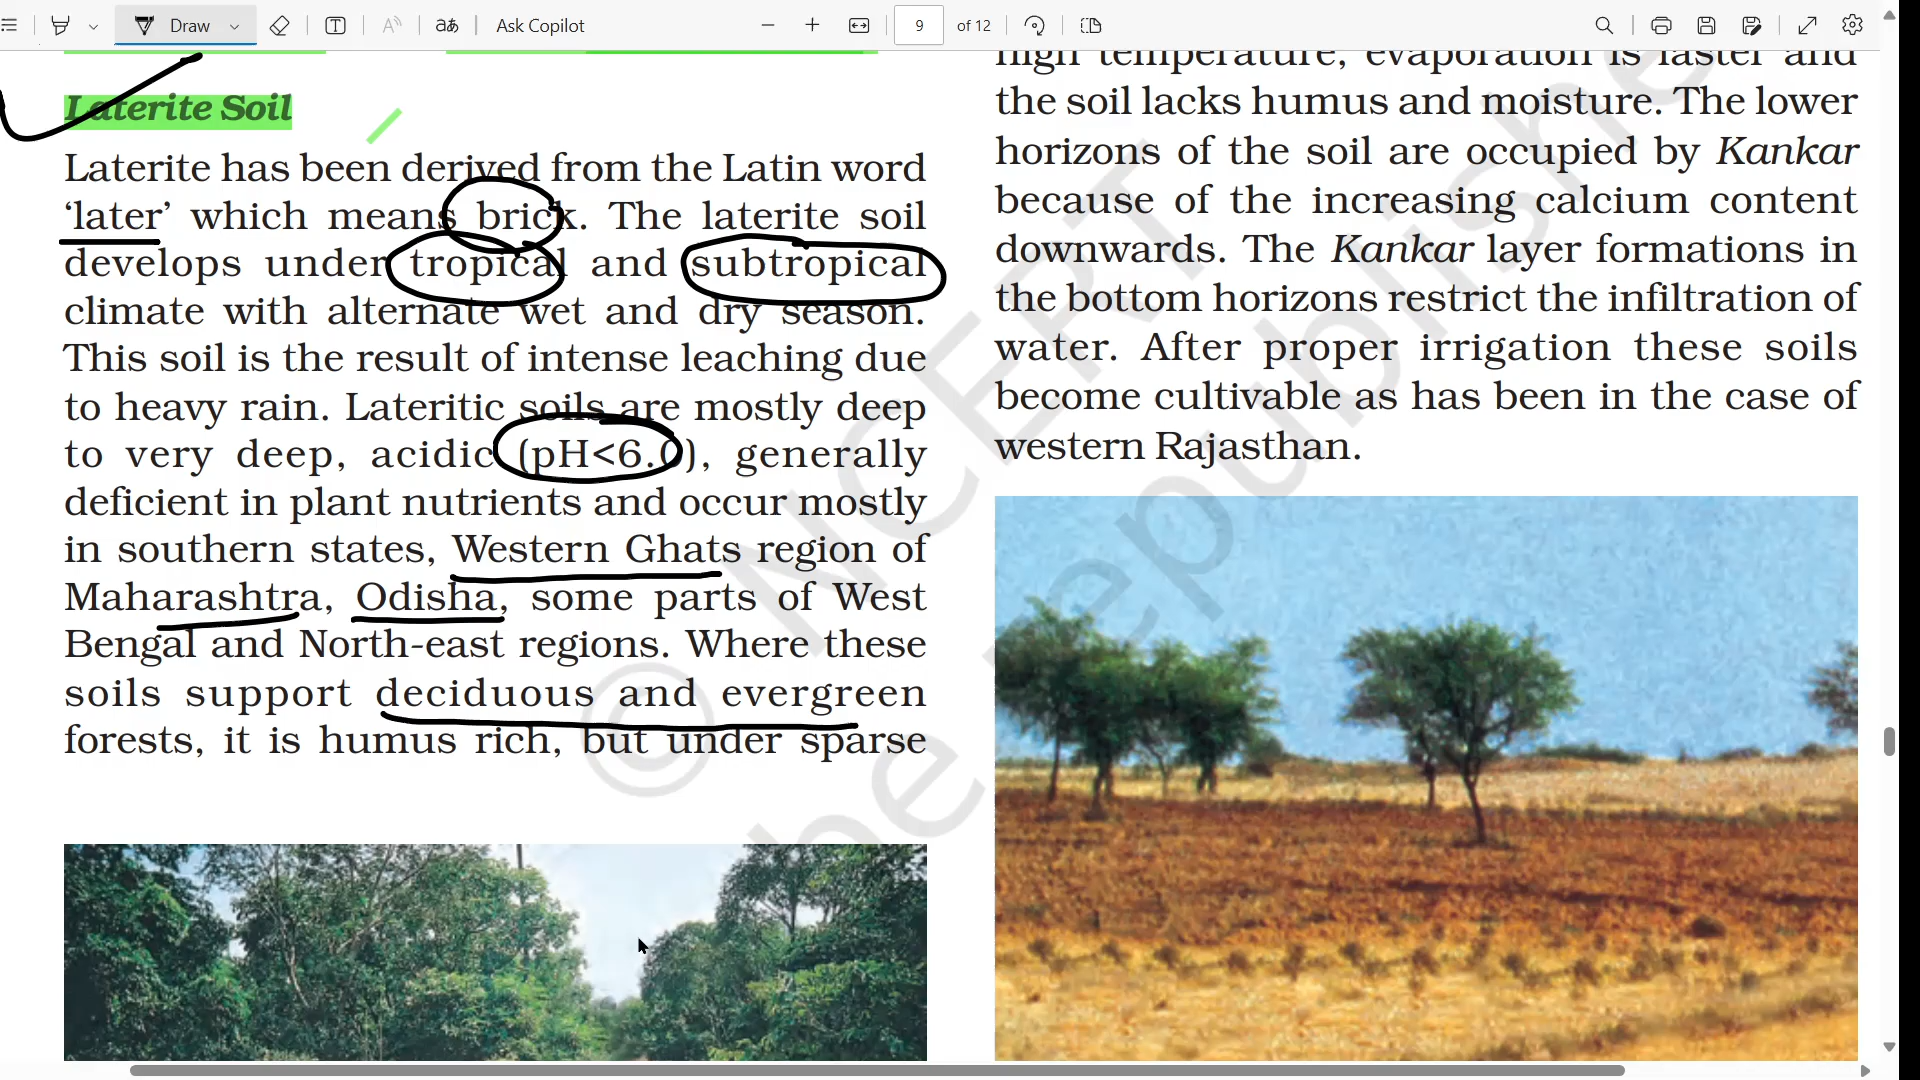 Draw
Ask Copilot
9
of 12
Laterite Soil
Laterite has been derived from the Latin word
‘later’ which means brick. The laterite soil
develops under tropical and subtropical
climate with alternate wet and dry season.
This soil is the result of intense leaching due
to heavy rain. Lateritic soils are mostly deep
to very deep, acidic (pH<6.0), generally
deficient in plant nutrients and occur mostly
in southern states, Western Ghats region of
Maharashtra, Odisha, some parts of West
Bengal and North-east regions. Where these
soils support deciduous and evergreen
forests, it is humus rich, but under sparse
high temperature, evaporation is faster and
the soil lacks humus and moisture. The lower
horizons of the soil are occupied by Kankar
because of the increasing calcium content
downwards. The Kankar layer formations in
the bottom horizons restrict the infiltration of
water. After proper irrigation these soils
become cultivable as has been in the case of
western Rajasthan.
© NCERT
be republishe